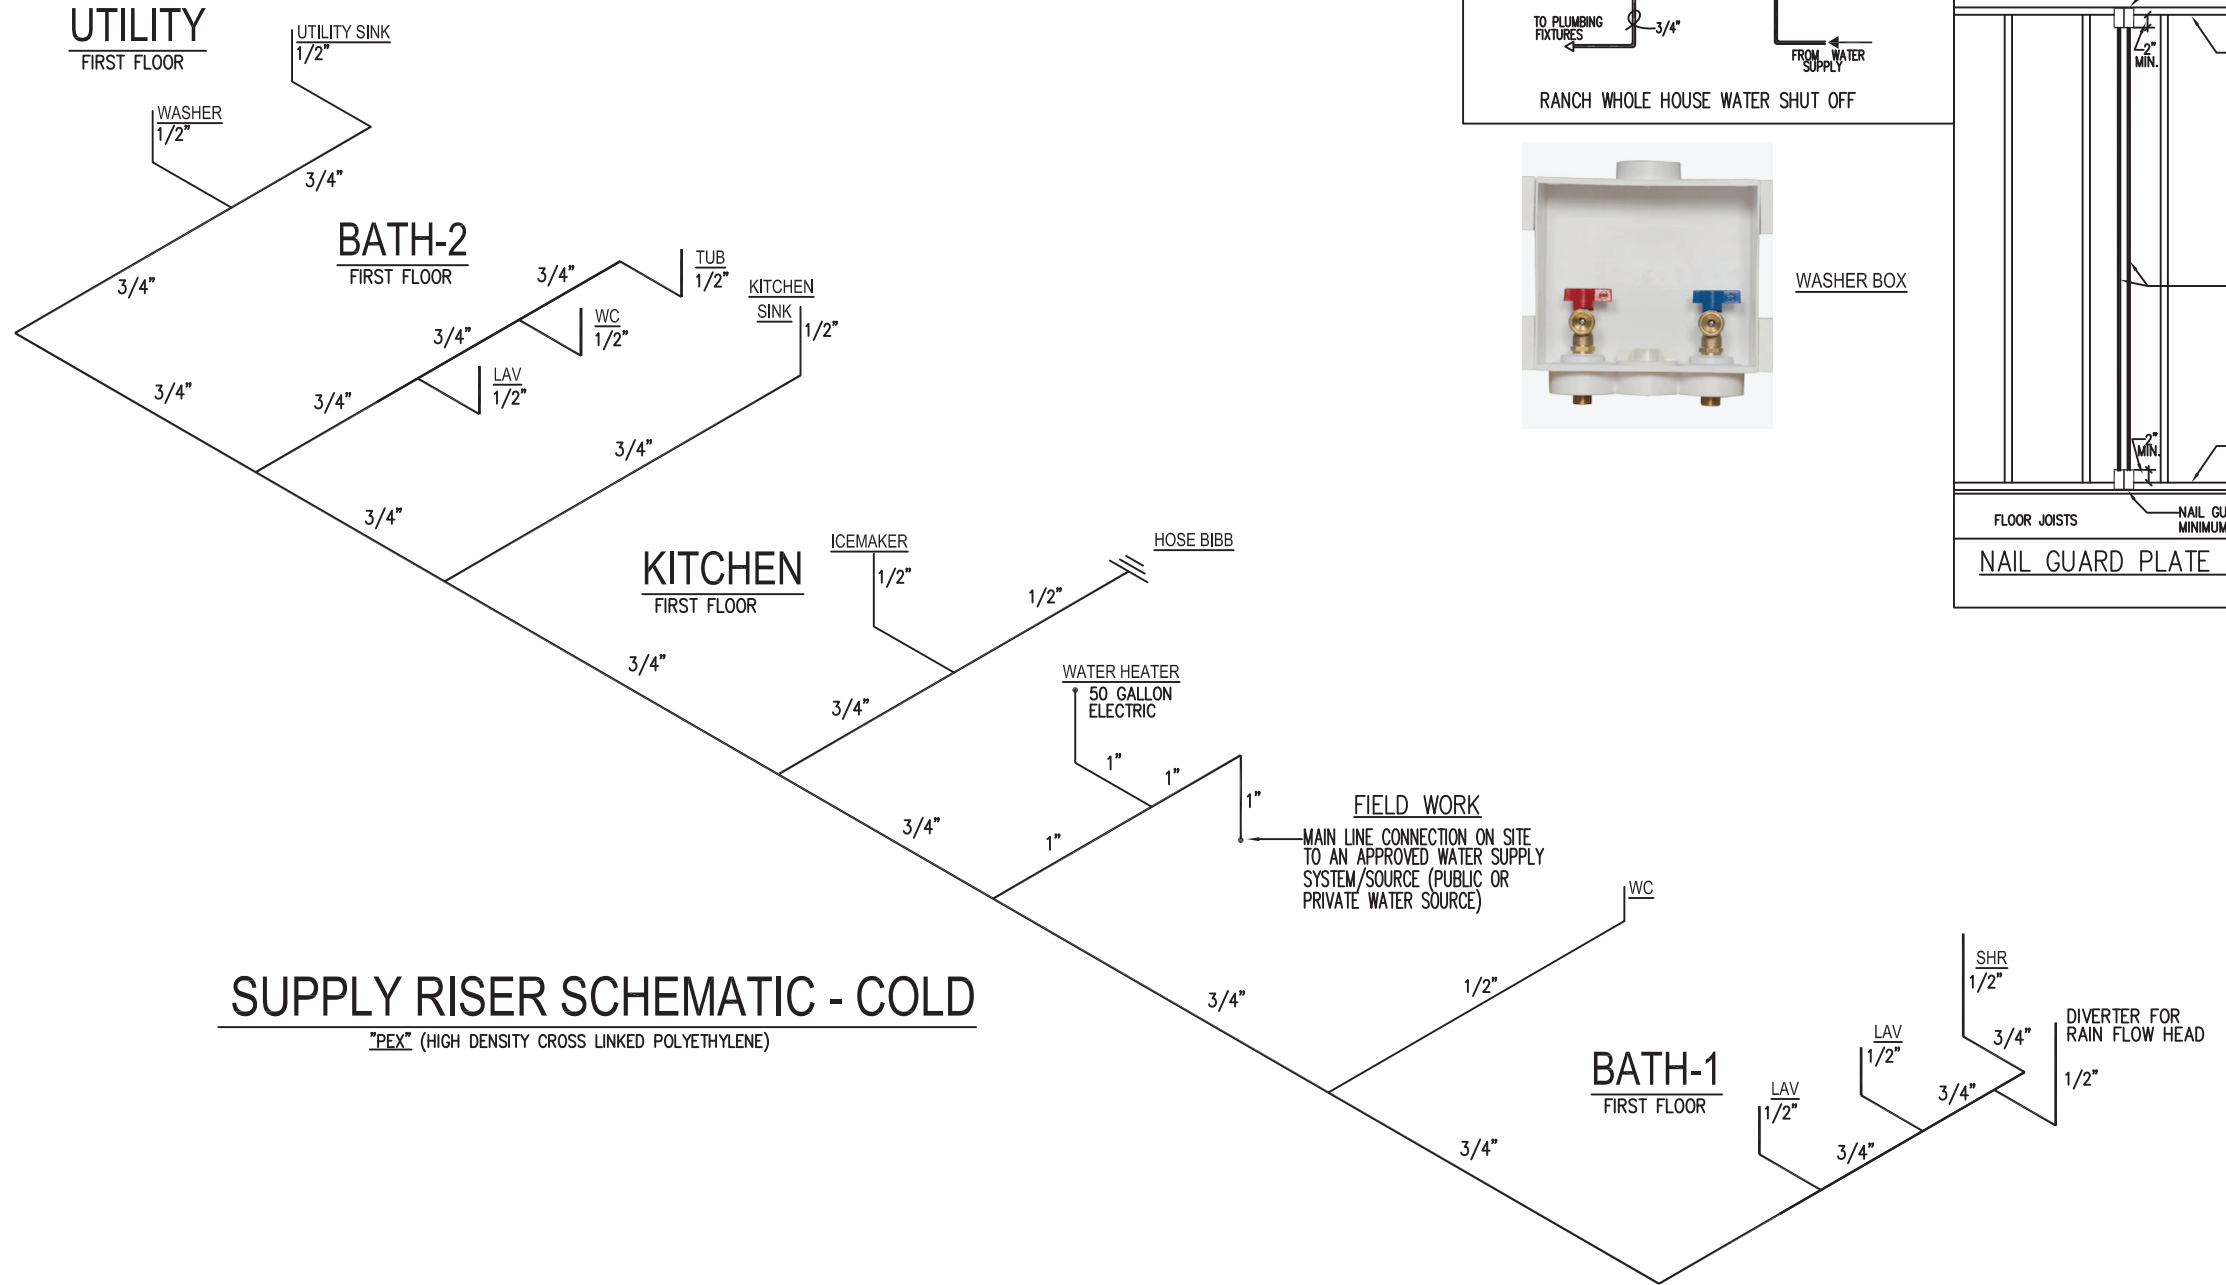 UTILITY
FIRST FLOOR
UTILITY SINK
1/2"
WASHER
1/2"
3/4"
3/4"
3/4"
BATH-2
FIRST FLOOR
3/4"
3/4"
3/4"
TUB
1/2"
WC
1/2"
LAV
1/2"
KITCHEN
SINK
1/2"
3/4"
3/4"
KITCHEN
FIRST FLOOR
ICEMAKER
1/2"
HOSE BIBB
1/2"
3/4"
3/4"
WATER HEATER
50 GALLON
ELECTRIC
1"
1"
1"
1"
3/4"
FIELD WORK
MAIN LINE CONNECTION ON SITE
TO AN APPROVED WATER SUPPLY
SYSTEM/SOURCE (PUBLIC OR
PRIVATE WATER SOURCE)
WC
1/2"
3/4"
3/4"
BATH-1
FIRST FLOOR
LAV
1/2"
LAV
1/2"
SHR
1/2"
3/4"
3/4"
3/4"
DIVERTER FOR
RAIN FLOW HEAD
1/2"
SUPPLY RISER SCHEMATIC - COLD
"PEX" (HIGH DENSITY CROSS LINKED POLYETHYLENE)
TO PLUMBING
FIXTURES
3/4"
FROM WATER
SUPPLY
RANCH WHOLE HOUSE WATER SHUT OFF
WASHER BOX
2"
MIN.
2"
MIN.
FLOOR JOISTS
NAIL GU
MINIMUM
NAIL GUARD PLATE